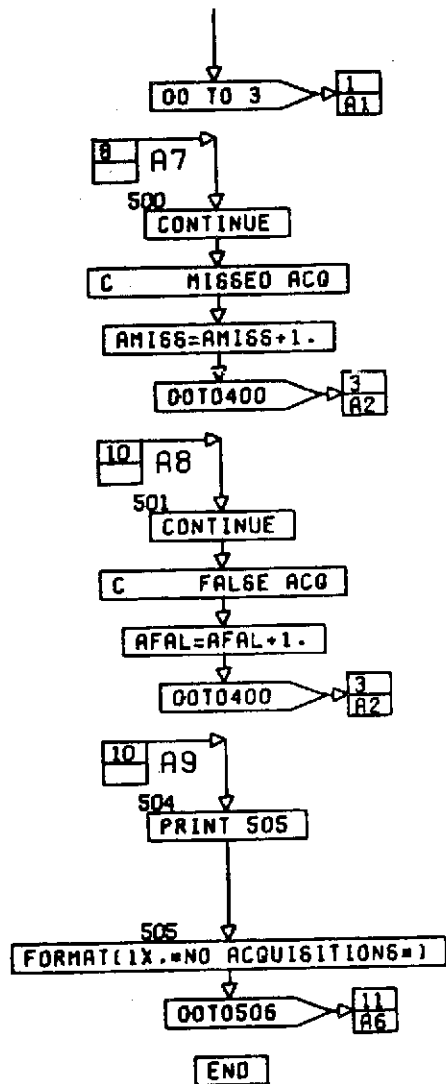 GO TO 3
1
A1
8
A7
500
CONTINUE
C MISSED ACQ
AMISS=AMISS+1.
GOTO400
3
A2
10
A8
501
CONTINUE
C FALSE ACQ
AFAL=AFAL+1.
GOTO400
3
A2
10
A9
504
PRINT 505
505
FORMAT(1X,*NO ACQUISITIONS*)
GOTO506
11
A6
END